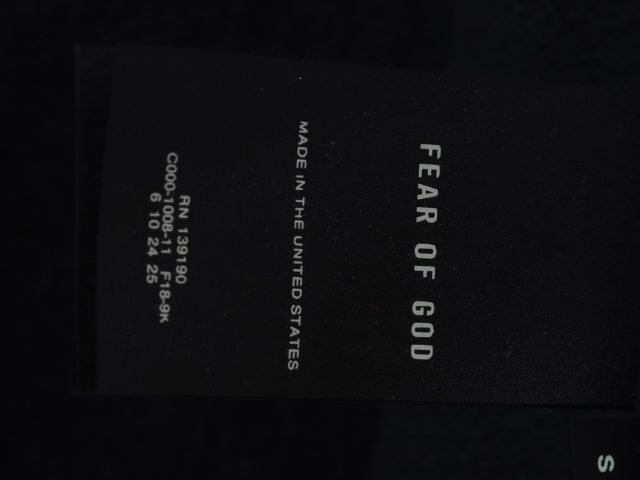 FEAR OF GOD
MADE IN THE UNITED STATES
RN 139190
C000-1008-11 F18-9K
6 10 24 25
S